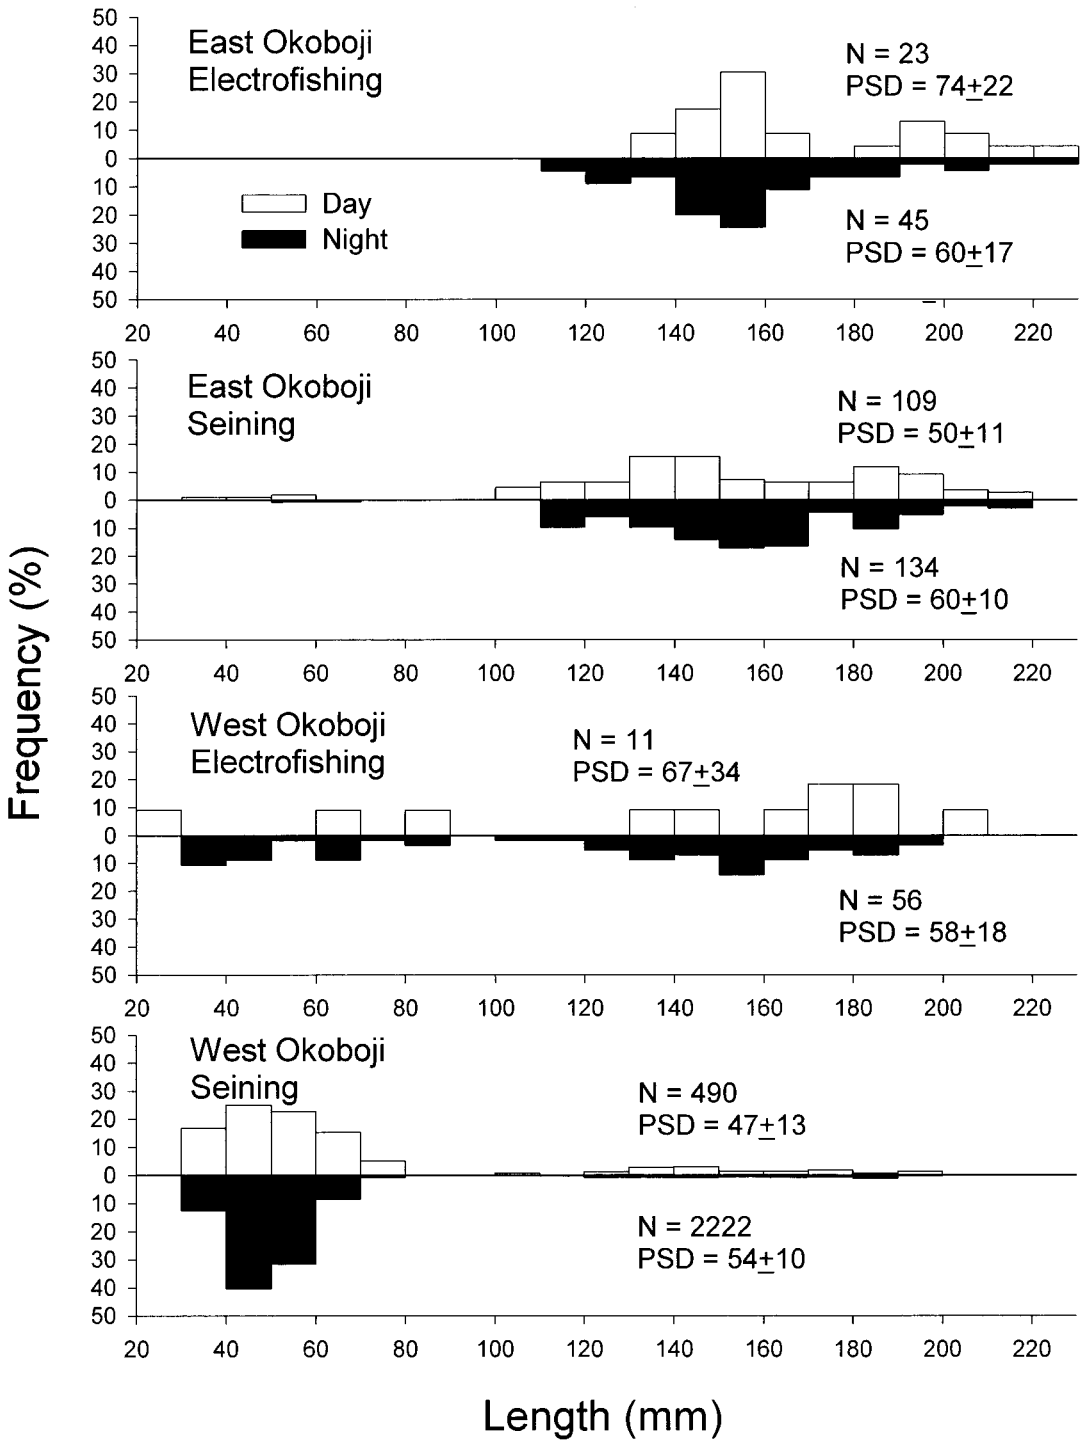 Frequency (%)
50
40
30
20
10
0
10
20
30
40
50
East Okoboji
Electrofishing
N = 23
PSD = 74±22
Day
Night
N = 45
PSD = 60±17
20 40 60 80 100 120 140 160 180 200 220
50
40
30
20
10
0
10
20
30
40
50
East Okoboji
Seining
N = 109
PSD = 50±11
N = 134
PSD = 60±10
20 40 60 80 100 120 140 160 180 200 220
50
40
30
20
10
0
10
20
30
40
50
West Okoboji
Electrofishing
N = 11
PSD = 67±34
N = 56
PSD = 58±18
20 40 60 80 100 120 140 160 180 200 220
50
40
30
20
10
0
10
20
30
40
50
West Okoboji
Seining
N = 490
PSD = 47±13
N = 2222
PSD = 54±10
20 40 60 80 100 120 140 160 180 200 220
Length (mm)